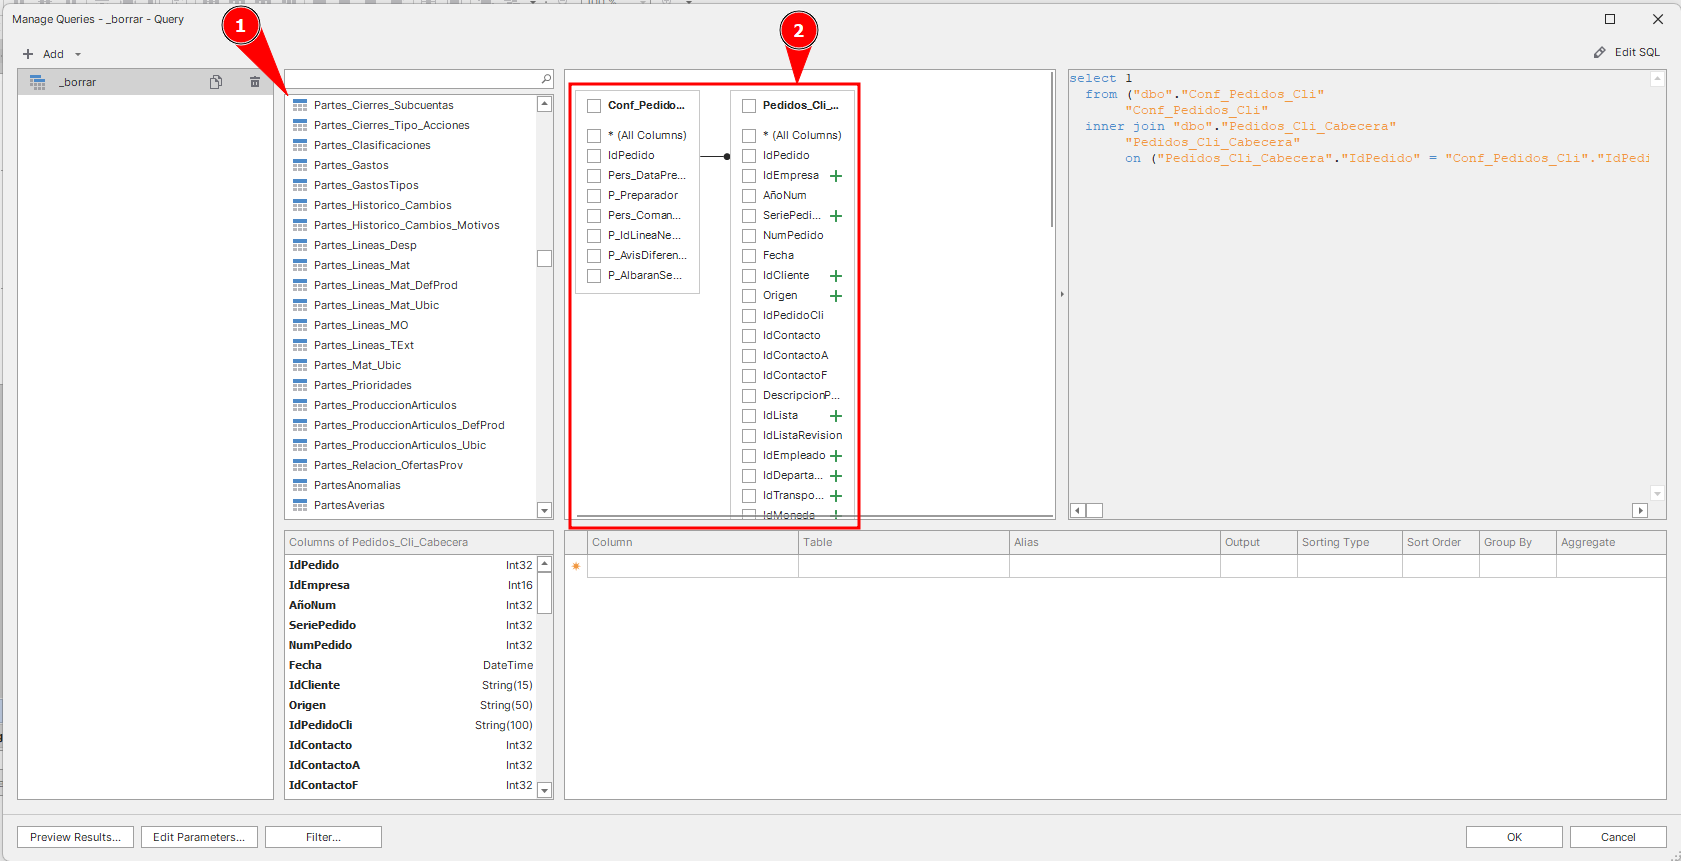 Manage Queries - _borrar - Query
1
2
Add
Edit SQL
_borrar
Partes_Cierres_Subcuentas
Partes_Cierres_Tipo_Acciones
Partes_Clasificaciones
Partes_Gastos
Partes_GastosTipos
Partes_Historico_Cambios
Partes_Historico_Cambios_Motivos
Partes_Lineas_Desp
Partes_Lineas_Mat
Partes_Lineas_Mat_DefProd
Partes_Lineas_Mat_Ubic
Partes_Lineas_MO
Partes_Lineas_TExt
Partes_Mat_Ubic
Partes_Prioridades
Partes_ProduccionArticulos
Partes_ProduccionArticulos_DefProd
Partes_ProduccionArticulos_Ubic
Partes_Relacion_OfertasProv
PartesAnomalias
PartesAverias
Conf_Pedido...
* (All Columns)
IdPedido
Pers_DataPre...
P_Preparador
Pers_Coman...
P_IdLineaNe...
P_AvisDiferen...
P_AlbaranSe...
Pedidos_Cli_...
* (All Columns)
IdPedido
IdEmpresa
AñoNum
SeriePedi...
NumPedido
Fecha
IdCliente
Origen
IdPedidoCli
IdContacto
IdContactoA
IdContactoF
DescripcionP...
IdLista
IdListaRevision
IdEmpleado
IdDeparta...
IdTranspo...
IdMoneda
select 1
from ("dbo"."Conf_Pedidos_Cli"
"Conf_Pedidos_Cli"
inner join "dbo"."Pedidos_Cli_Cabecera"
"Pedidos_Cli_Cabecera"
on ("Pedidos_Cli_Cabecera"."IdPedido" = "Conf_Pedidos_Cli"."IdPedi
Columns of Pedidos_Cli_Cabecera
IdPedido Int32
IdEmpresa Int16
AñoNum Int32
SeriePedido Int32
NumPedido Int32
Fecha DateTime
IdCliente String(15)
Origen String(50)
IdPedidoCli String(100)
IdContacto Int32
IdContactoA Int32
IdContactoF Int32
Column Table Alias Output Sorting Type Sort Order Group By Aggregate
Preview Results... Edit Parameters... Filter... OK Cancel